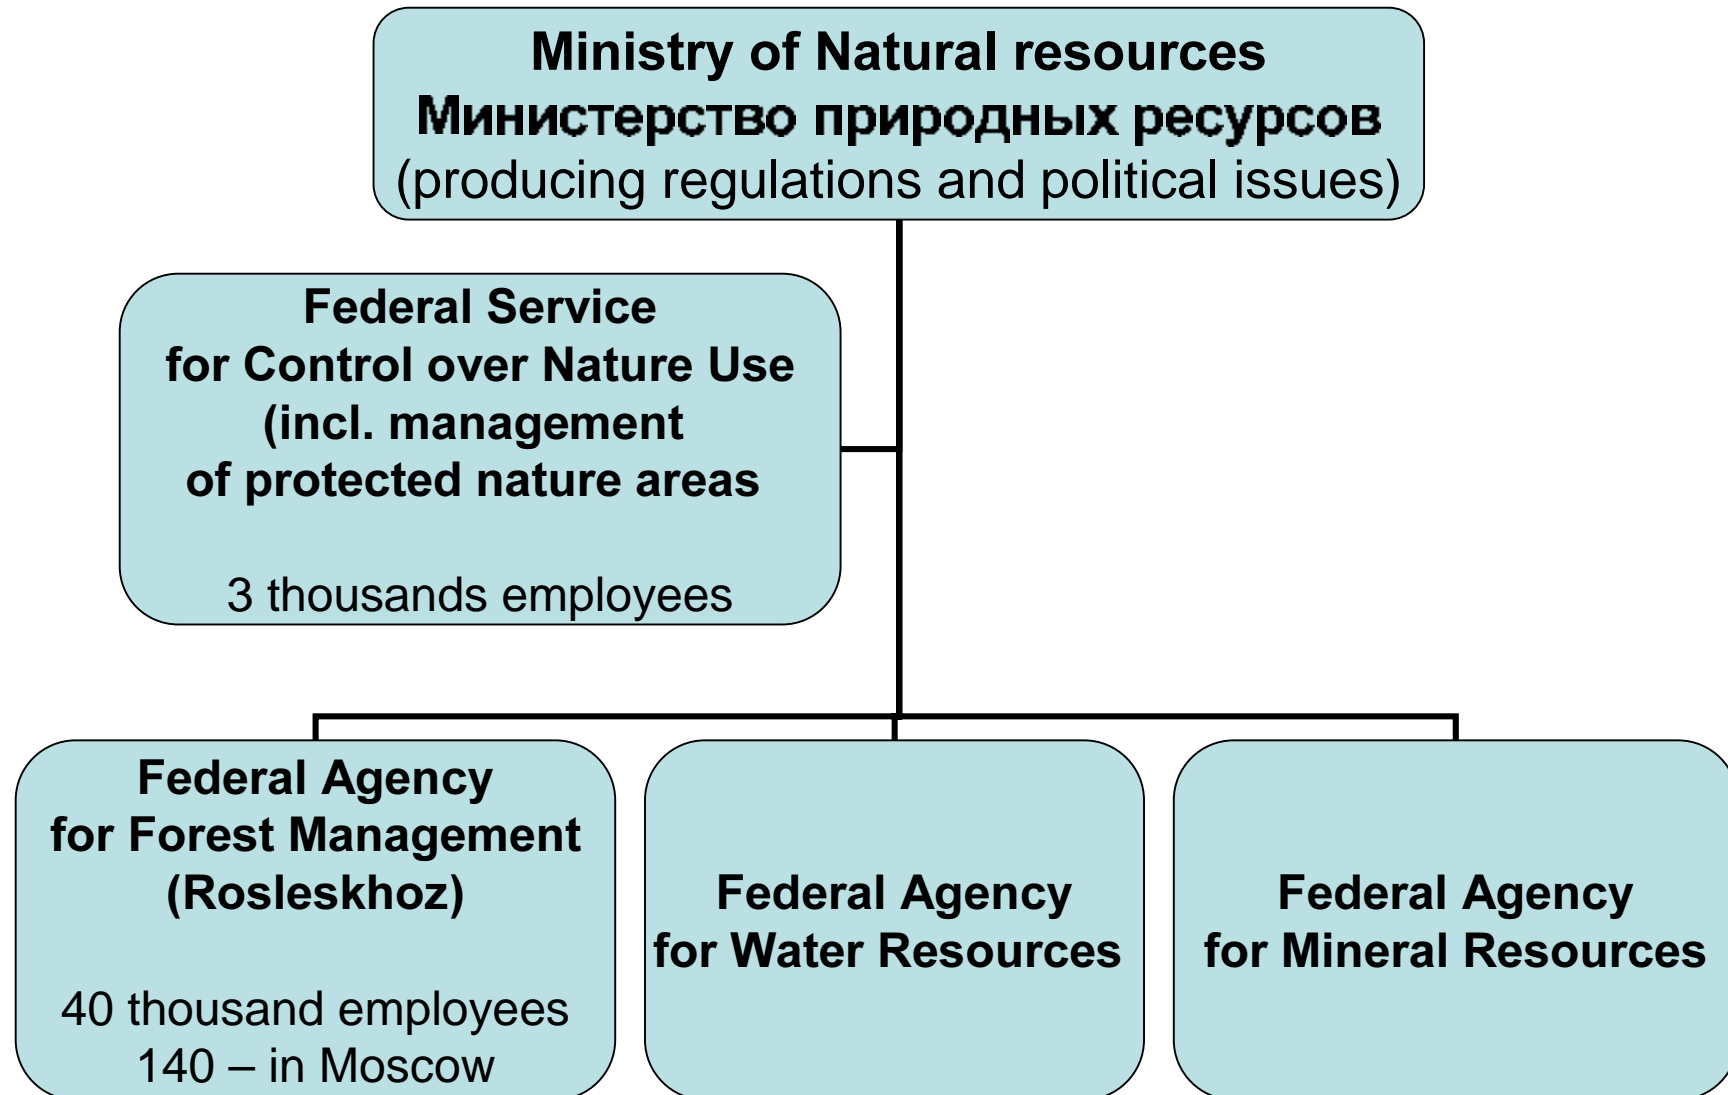 Ministry of Natural resources
Министерство природных ресурсов
(producing regulations and political issues)
Federal Service
for Control over Nature Use
(incl. management
of protected nature areas
3 thousands employees
Federal Agency
for Forest Management
(Rosleskhoz)
40 thousand employees
140 – in Moscow
Federal Agency
for Water Resources
Federal Agency
for Mineral Resources